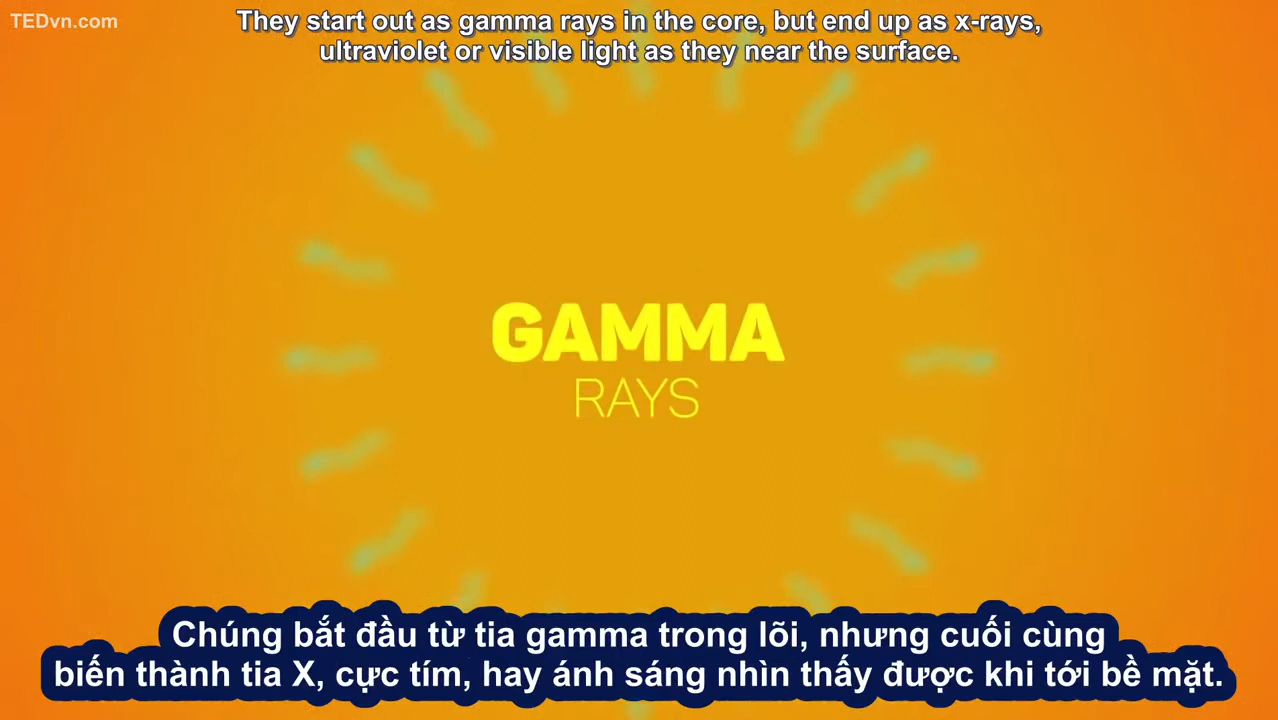 TEDvn.com
They start out as gamma rays in the core, but end up as x-rays,
ultraviolet or visible light as they near the surface.
GAMMA
RAYS
Chúng bắt đầu từ tia gamma trong lõi, nhưng cuối cùng
biến thành tia X, cực tím, hay ánh sáng nhìn thấy được khi tới bề mặt.